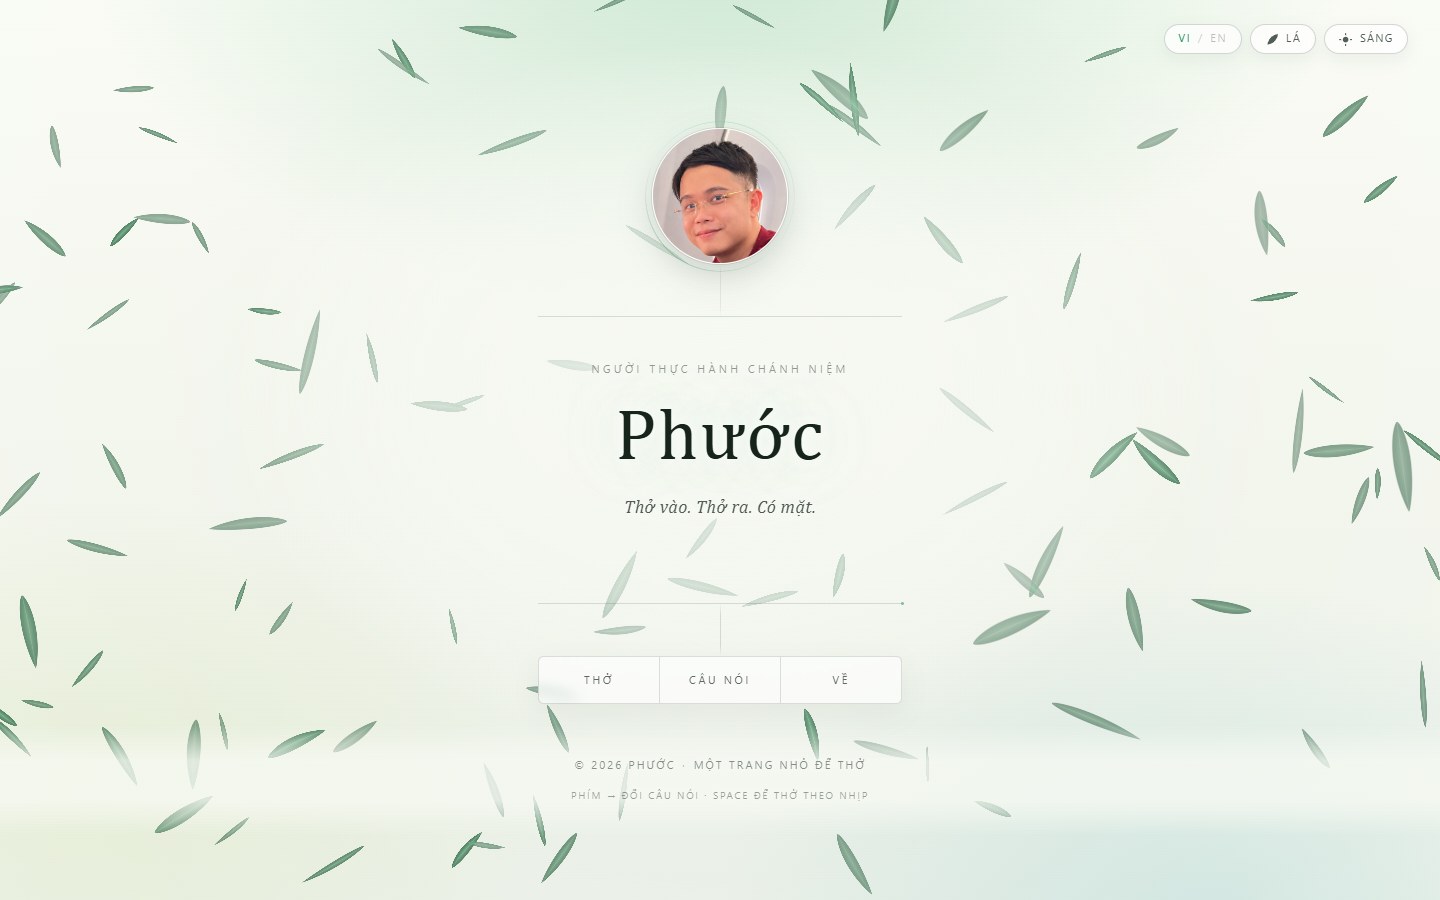 VI / EN
LÁ
SÁNG
NGƯỜI THỰC HÀNH CHÁNH NIỆM
Phước
Thở vào. Thở ra. Có mặt.
THỞ
CÂU NÓI
VỀ
© 2026 PHƯỚC · MỘT TRANG NHỎ ĐỂ THỞ
PHÍM → ĐỔI CÂU NÓI · SPACE ĐỂ THỞ THEO NHỊP